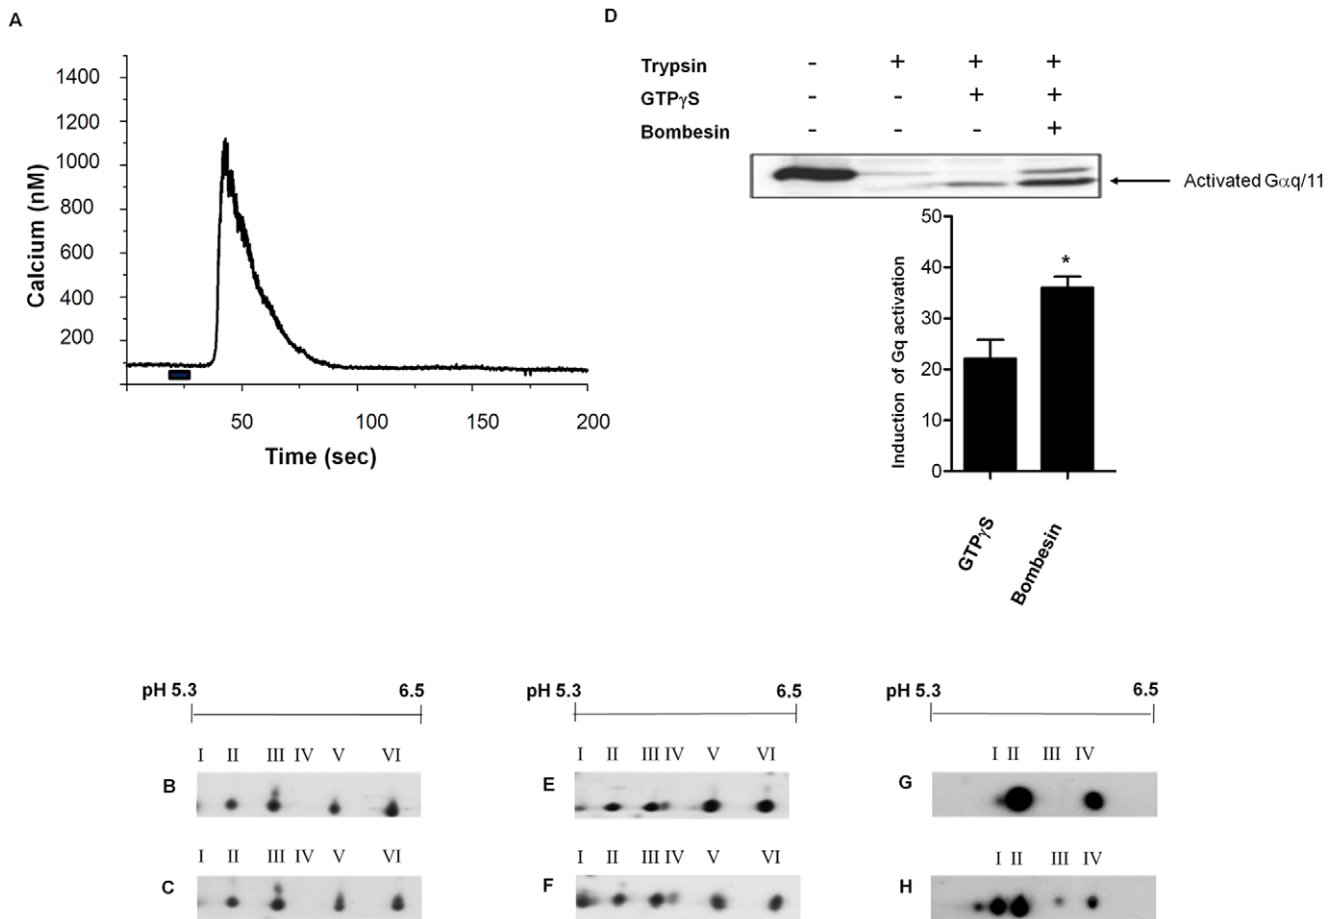 A
Calcium (nM)
1400
1200
1000
800
600
400
200
50 100 150 200
Time (sec)
D
Trypsin - + + +
GTPγS - - + +
Bombesin - - - +
Activated Gαq/11
Induction of Gq activation
50
40
30
20
10
0
*
GTPγS
Bombesin
pH 5.3 6.5
I II III IV V VI
B
I II III IV V VI
C
pH 5.3 6.5
I II III IV V VI
E
I II III IV V VI
F
pH 5.3 6.5
I II III IV
G
I II III IV
H